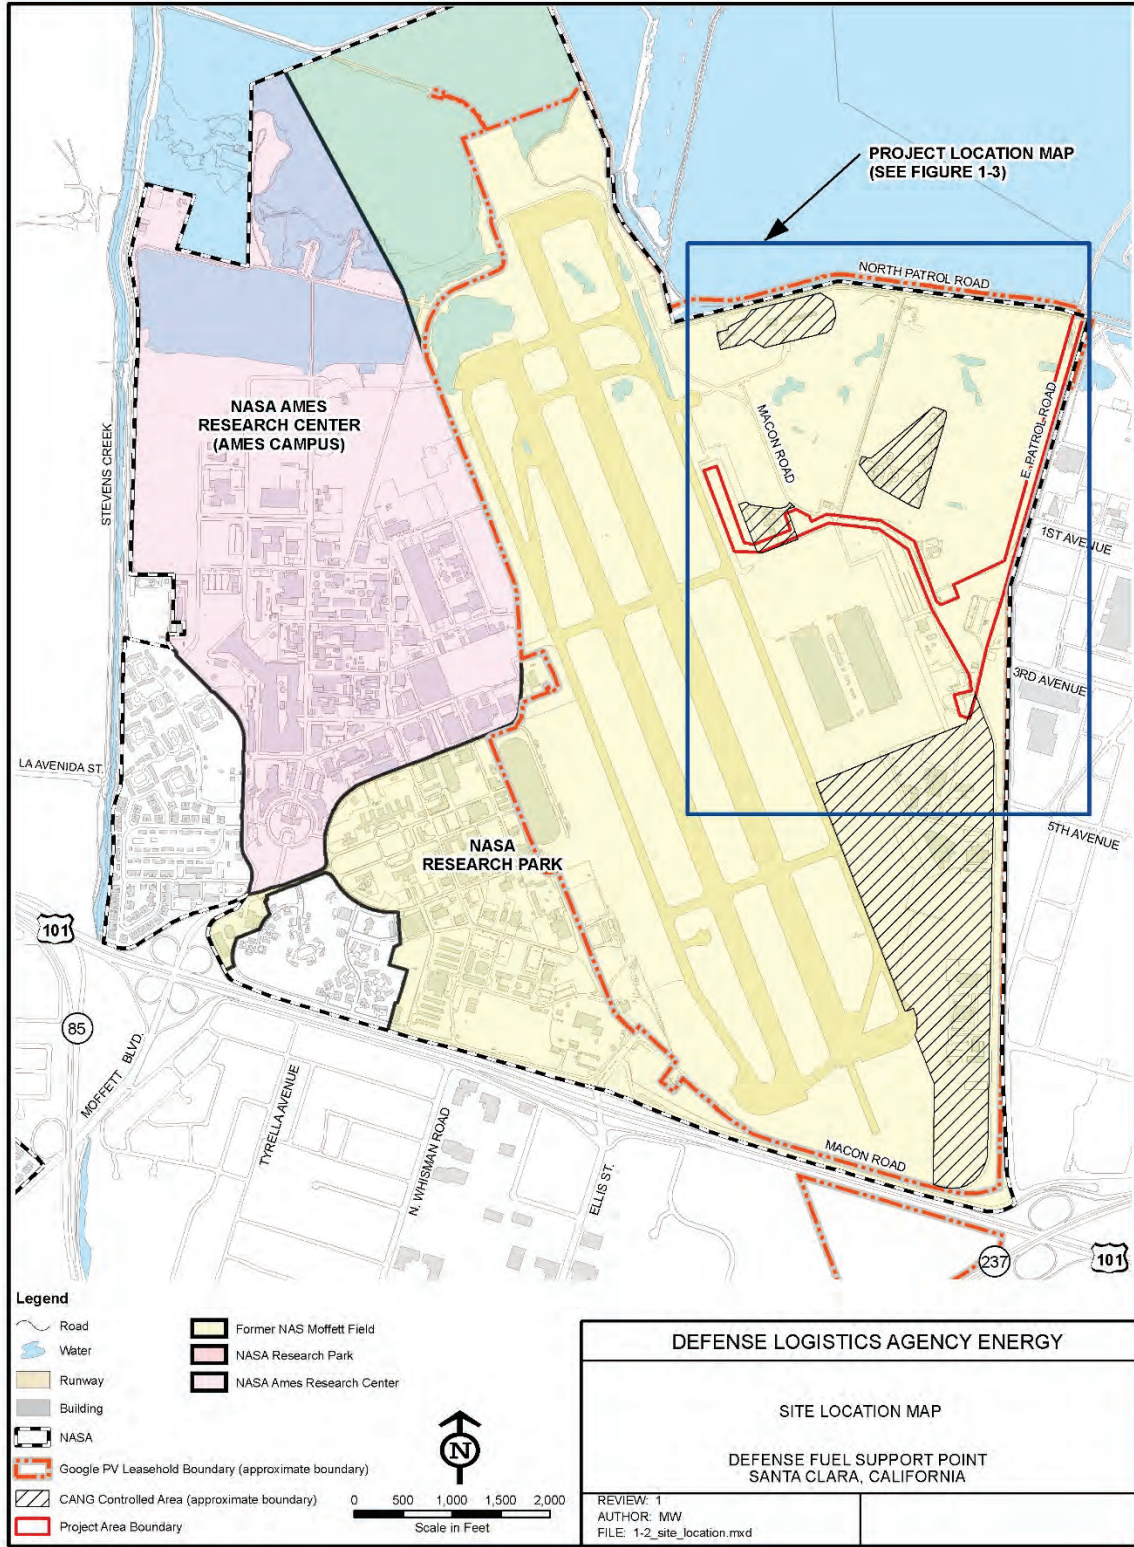 PROJECT LOCATION MAP
(SEE FIGURE 1-3)
NORTH PATROL ROAD
MACON ROAD
E. PATROL ROAD
NASA AMES
RESEARCH CENTER
(AMES CAMPUS)
STEVENS CREEK
1ST AVENUE
3RD AVENUE
LA AVENIDA ST.
5TH AVENUE
NASA
RESEARCH PARK
101
85
MOFFETT BLVD.
TYRELLA AVENUE
N. WHISMAN ROAD
ELLIS ST.
MACON ROAD
237
101
Legend
Road
Water
Runway
Building
NASA
Google PV Leasehold Boundary (approximate boundary)
CANG Controlled Area (approximate boundary)
Project Area Boundary
Former NAS Moffett Field
NASA Research Park
NASA Ames Research Center
N
0 500 1,000 1,500 2,000
Scale in Feet
DEFENSE LOGISTICS AGENCY ENERGY
SITE LOCATION MAP
DEFENSE FUEL SUPPORT POINT
SANTA CLARA, CALIFORNIA
REVIEW: 1
AUTHOR: MW
FILE: 1-2_site_location.mxd